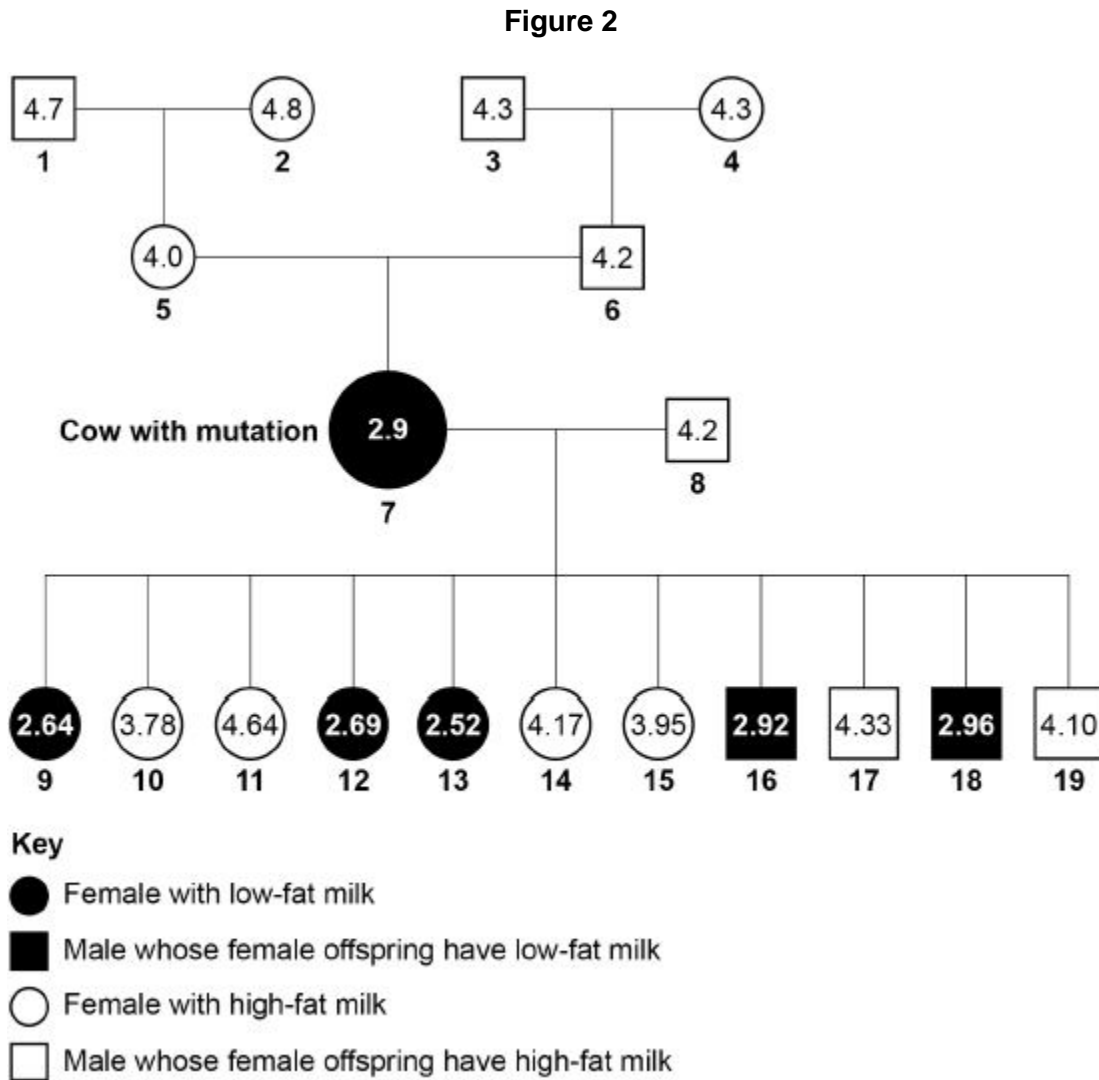 Figure 2
4.7 4.8 4.3 4.3
1 2 3 4
4.0 4.2
5 6
Cow with mutation 2.9 4.2
7 8
2.64 3.78 4.64 2.69 2.52 4.17 3.95 2.92 4.33 2.96 4.10
9 10 11 12 13 14 15 16 17 18 19
Key
Female with low-fat milk
Male whose female offspring have low-fat milk
Female with high-fat milk
Male whose female offspring have high-fat milk